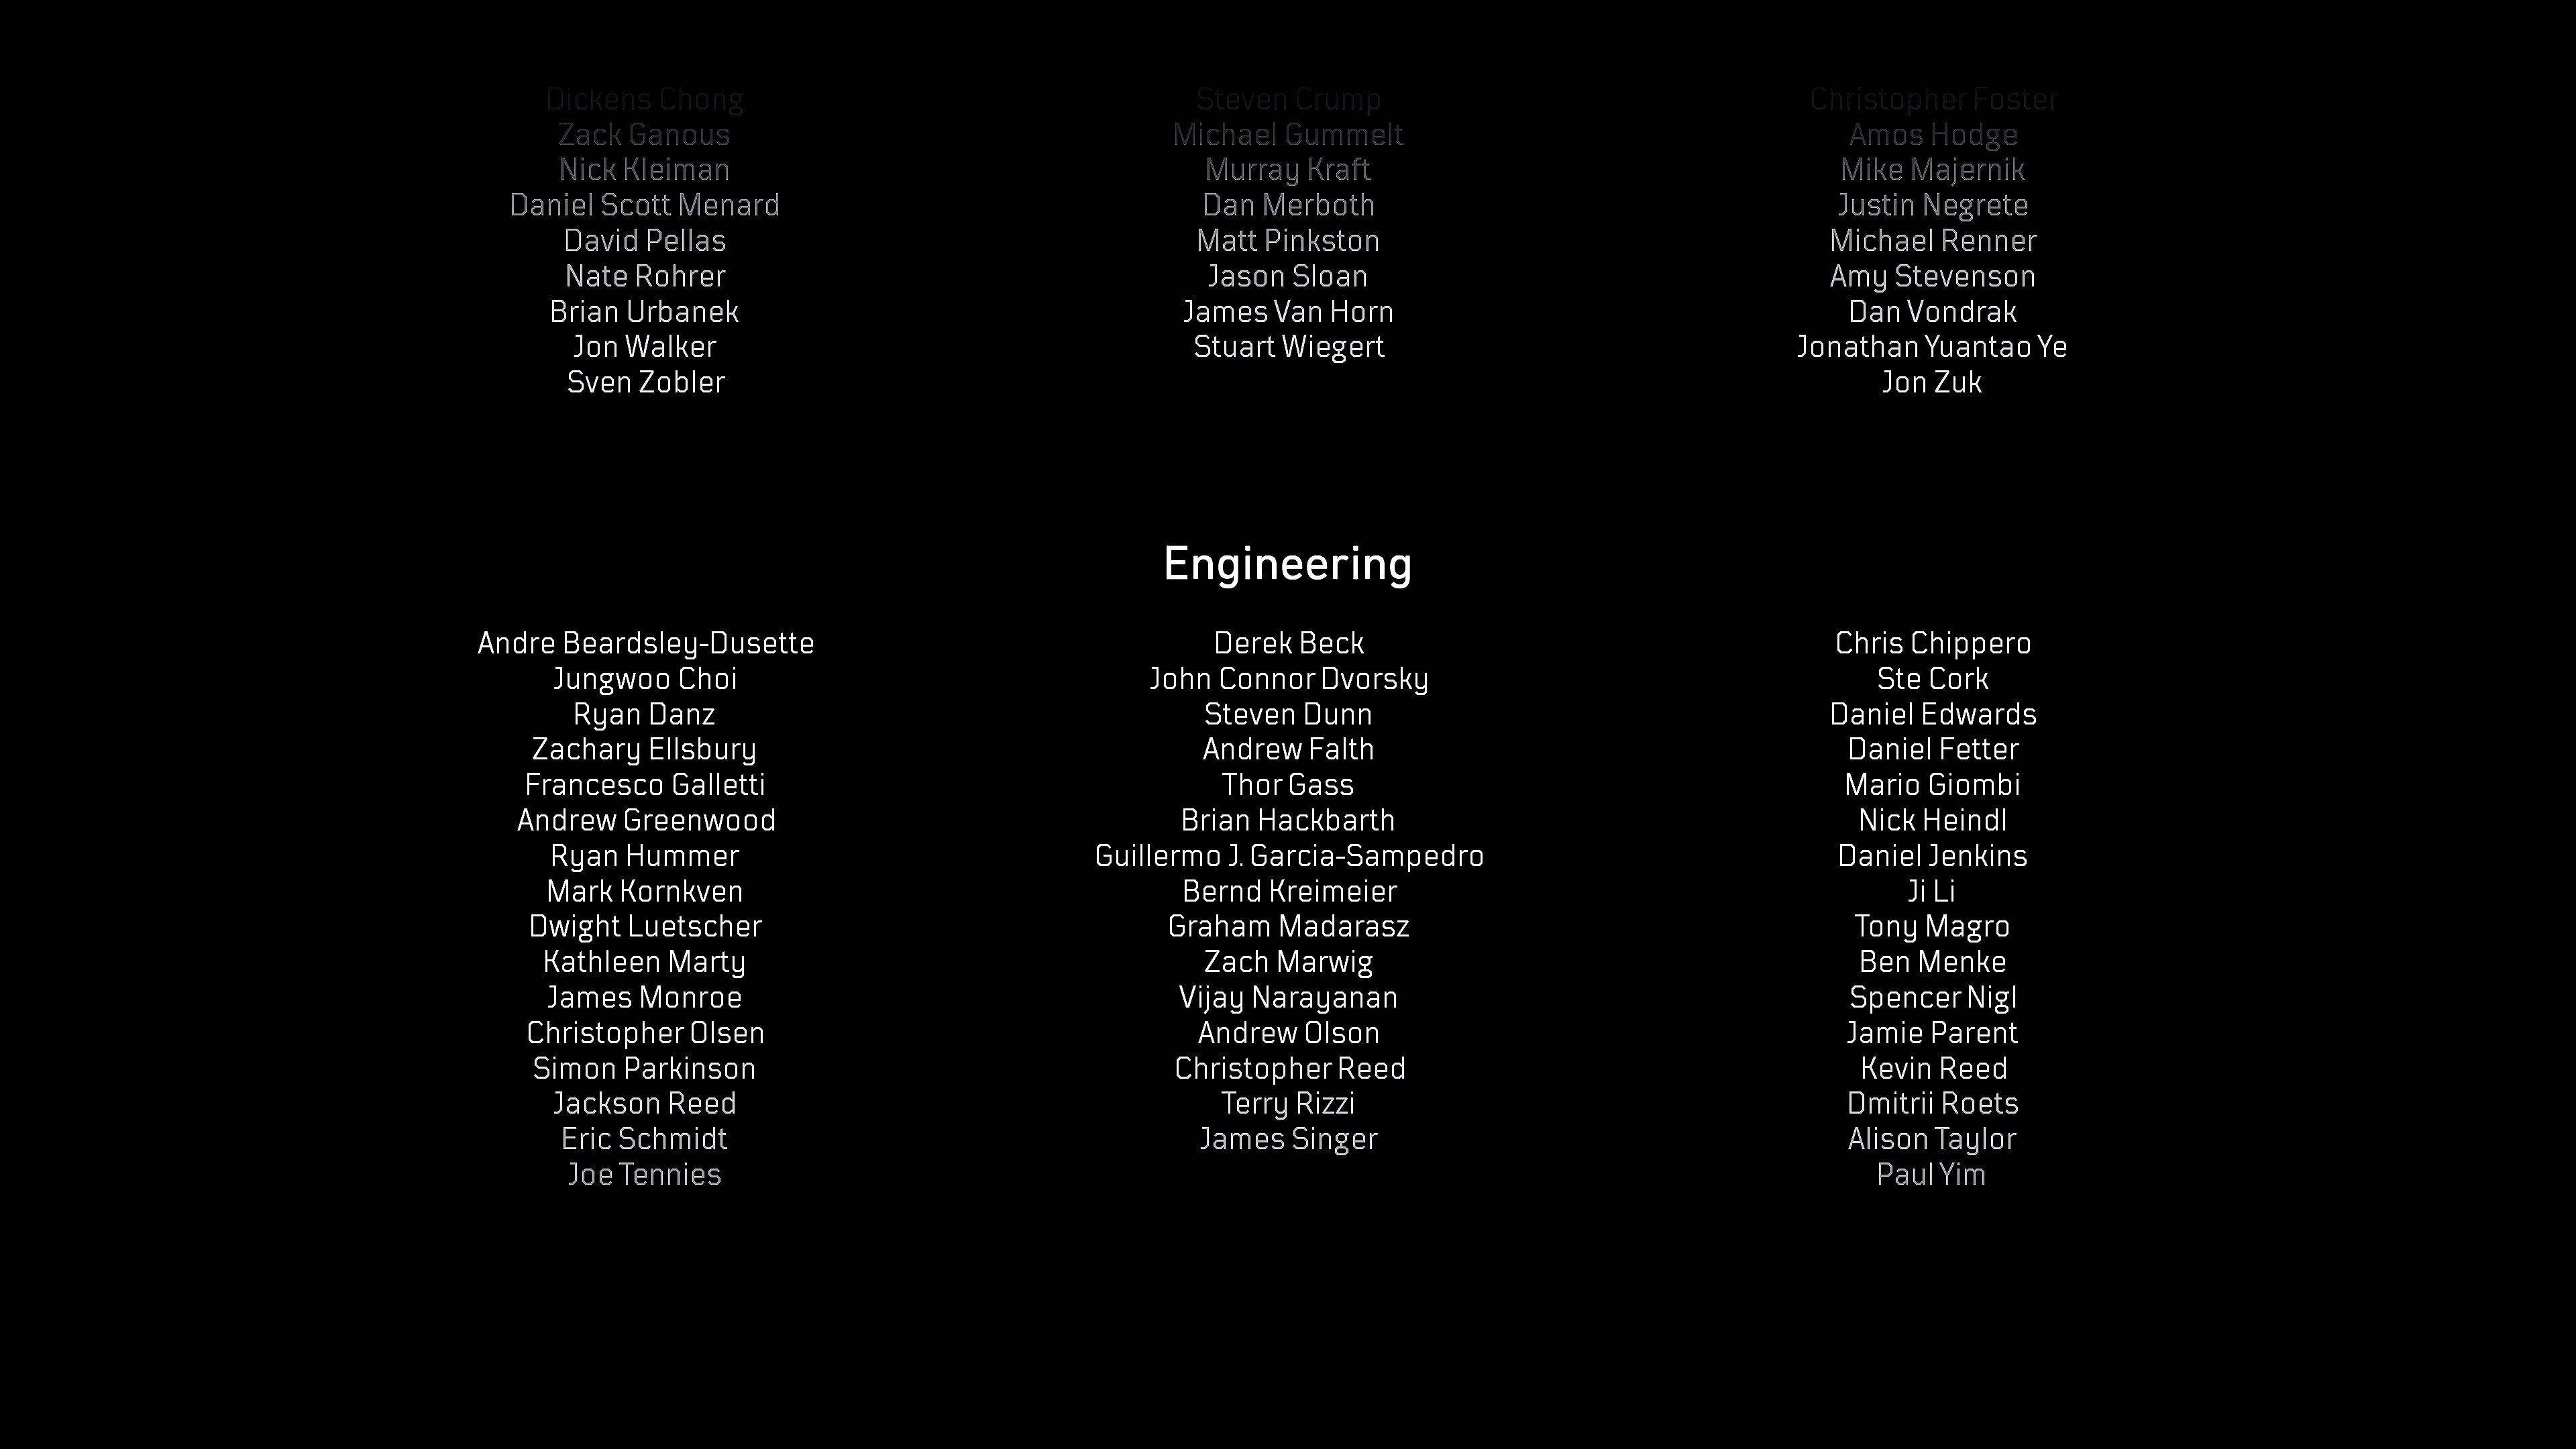 Dickens Chong Steven Crump Christopher Foster
Zack Ganous Michael Gummelt Amos Hodge
Nick Kleiman Murray Kraft Mike Majernik
Daniel Scott Menard Dan Merboth Justin Negrete
David Pellas Matt Pinkston Michael Renner
Nate Rohrer Jason Sloan Amy Stevenson
Brian Urbanek James Van Horn Dan Vondrak
Jon Walker Stuart Wiegert Jonathan Yuantao Ye
Sven Zobler Jon Zuk
Engineering
Andre Beardsley-Dusette Derek Beck Chris Chippero
Jungwoo Choi John Connor Dvorsky Ste Cork
Ryan Danz Steven Dunn Daniel Edwards
Zachary Ellsbury Andrew Falth Daniel Fetter
Francesco Galletti Thor Gass Mario Giombi
Andrew Greenwood Brian Hackbarth Nick Heindl
Ryan Hummer Guillermo J. Garcia-Sampedro Daniel Jenkins
Mark Kornkven Bernd Kreimeier Ji Li
Dwight Luetscher Graham Madarasz Tony Magro
Kathleen Marty Zach Marwig Ben Menke
James Monroe Vijay Narayanan Spencer Nigl
Christopher Olsen Andrew Olson Jamie Parent
Simon Parkinson Christopher Reed Kevin Reed
Jackson Reed Terry Rizzi Dmitrii Roets
Eric Schmidt James Singer Alison Taylor
Joe Tennies Paul Yim